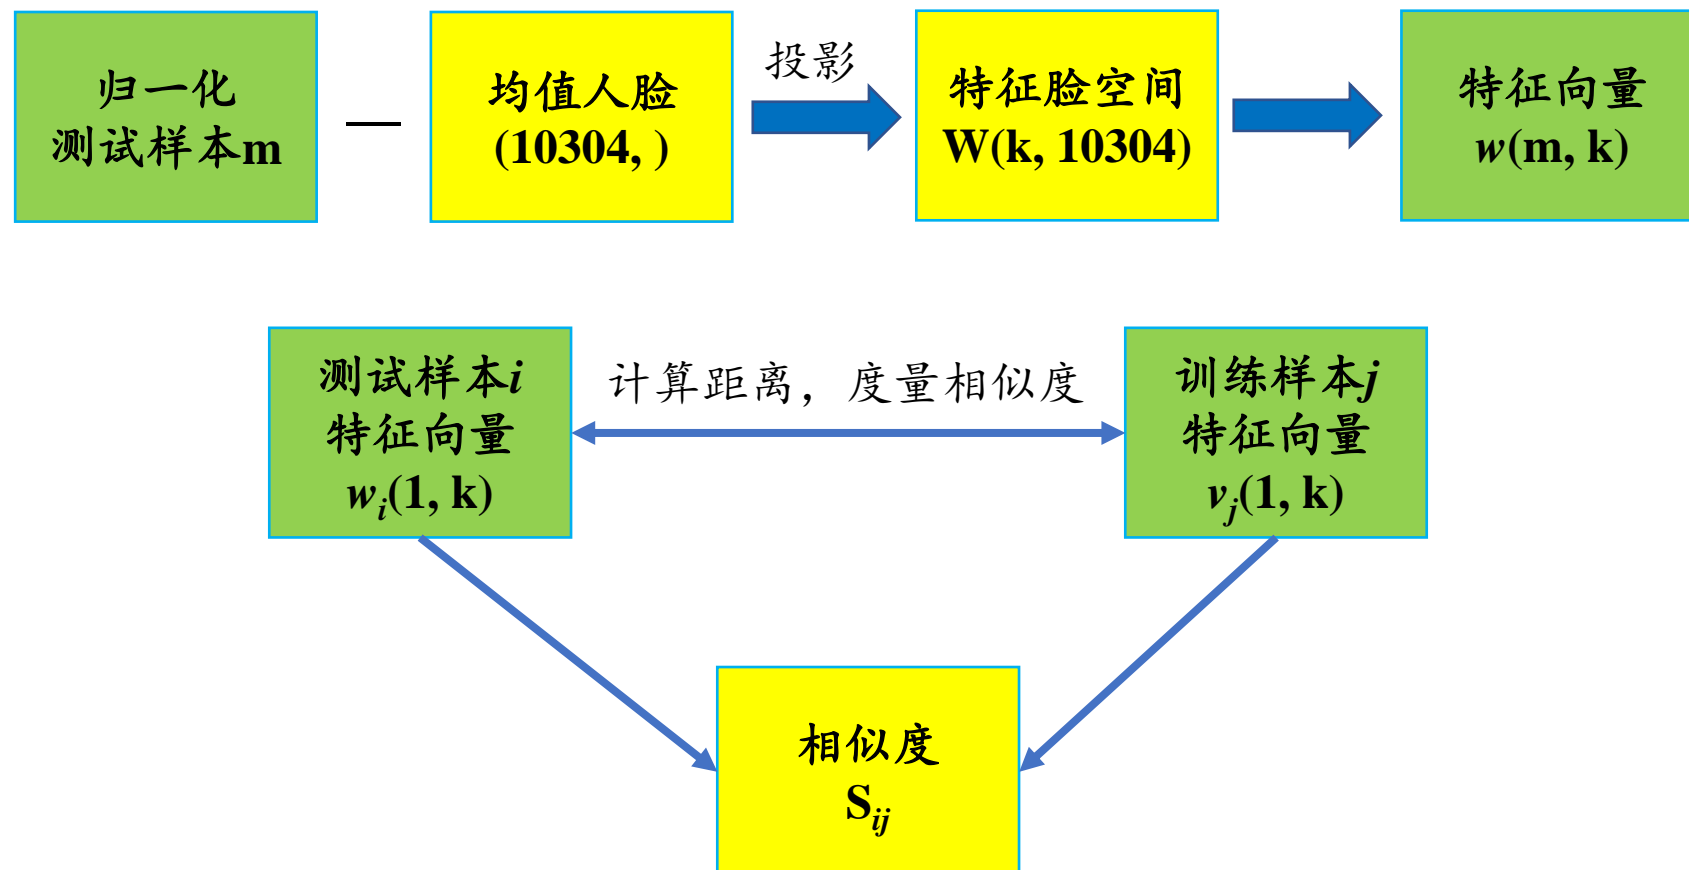 归一化
测试样本m
—
均值人脸
(10304, )
投影
特征脸空间
W(k, 10304)
特征向量
w(m, k)
测试样本i
特征向量
wᵢ(1, k)
计算距离，度量相似度
训练样本j
特征向量
vⱼ(1, k)
相似度
Sᵢⱼ